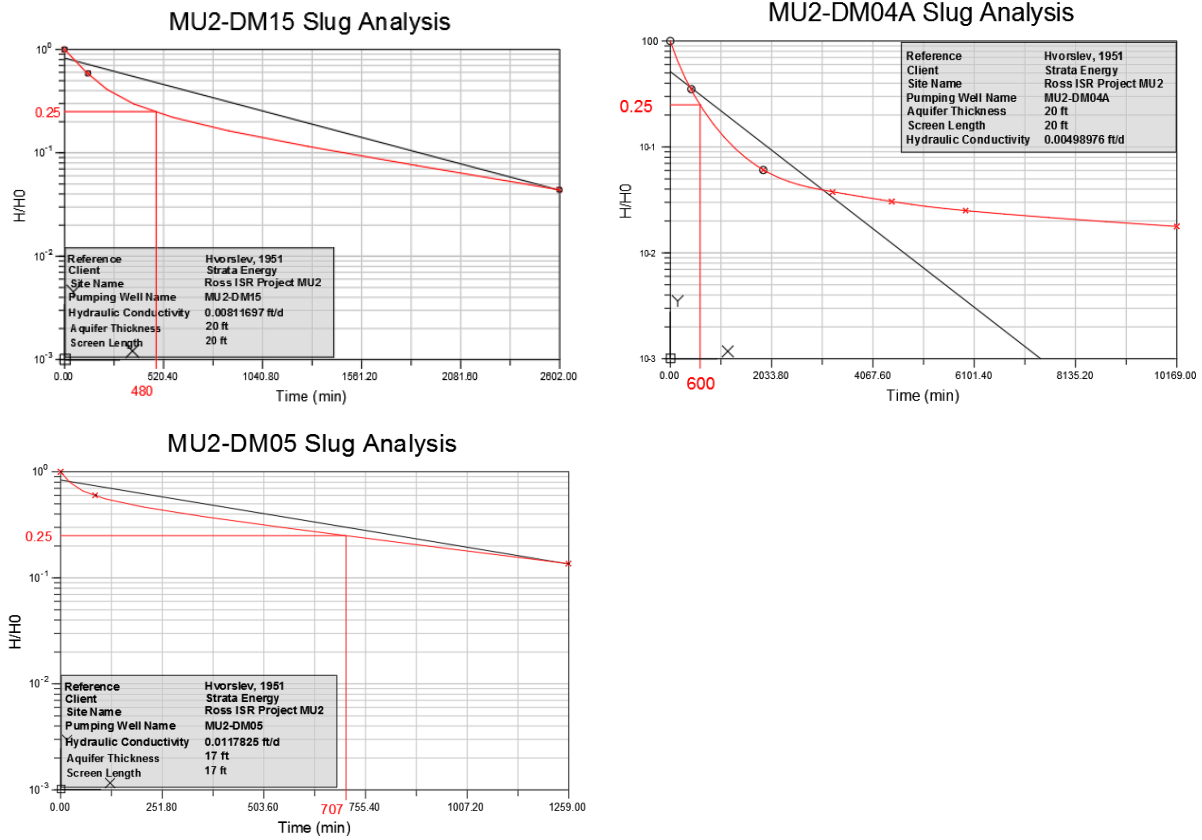 MU2-DM15 Slug Analysis
10⁰
0.25
10⁻¹
H/H0
10⁻²
10⁻³
Reference Hvorslev, 1951
Client Strata Energy
Site Name Ross ISR Project MU2
Pumping Well Name MU2-DM15
Hydraulic Conductivity 0.00811697 ft/d
Aquifer Thickness 20 ft
Screen Length 20 ft
Y
X
0.00 520.40 1040.80 1561.20 2081.20 2602.00
480
Time (min)
MU2-DM04A Slug Analysis
100
0.25
10-1
H/H0
10-2
10-3
Reference Hvorslev, 1951
Client Strata Energy
Site Name Ross ISR Project MU2
Pumping Well Name MU2-DM04A
Aquifer Thickness 20 ft
Screen Length 20 ft
Hydraulic Conductivity 0.00498976 ft/d
Y
X
0.00 2033.80 4067.60 6101.40 8135.20 10169.00
600
Time (min)
MU2-DM05 Slug Analysis
10⁰
0.25
10⁻¹
H/H0
10⁻²
10⁻³
Reference Hvorslev, 1951
Client Strata Energy
Site Name Ross ISR Project MU2
Pumping Well Name MU2-DM05
Hydraulic Conductivity 0.0117825 ft/d
Aquifer Thickness 17 ft
Screen Length 17 ft
Y
X
0.00 251.80 503.60 755.40 1007.20 1259.00
707
Time (min)